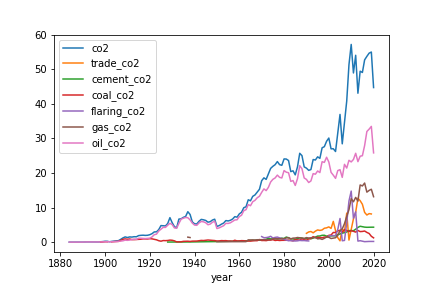 60
50
40
30
20
10
0
co2
trade_co2
cement_co2
coal_co2
flaring_co2
gas_co2
oil_co2
1880 1900 1920 1940 1960 1980 2000 2020
year